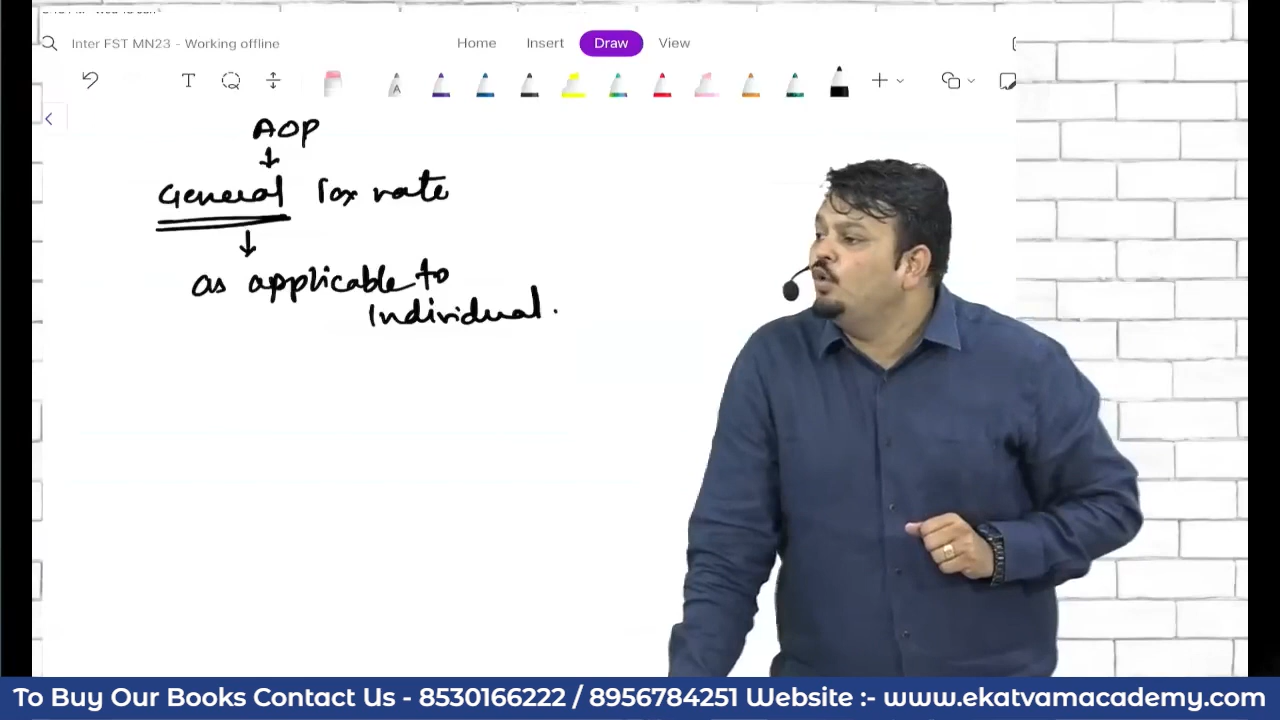 Inter FST MN23 - Working offline
Home Insert Draw View
T
A
AOP
General Tax rate
as applicable to
Individual.
To Buy Our Books Contact Us - 8530166222 / 8956784251 Website :- www.ekatvamacademy.com